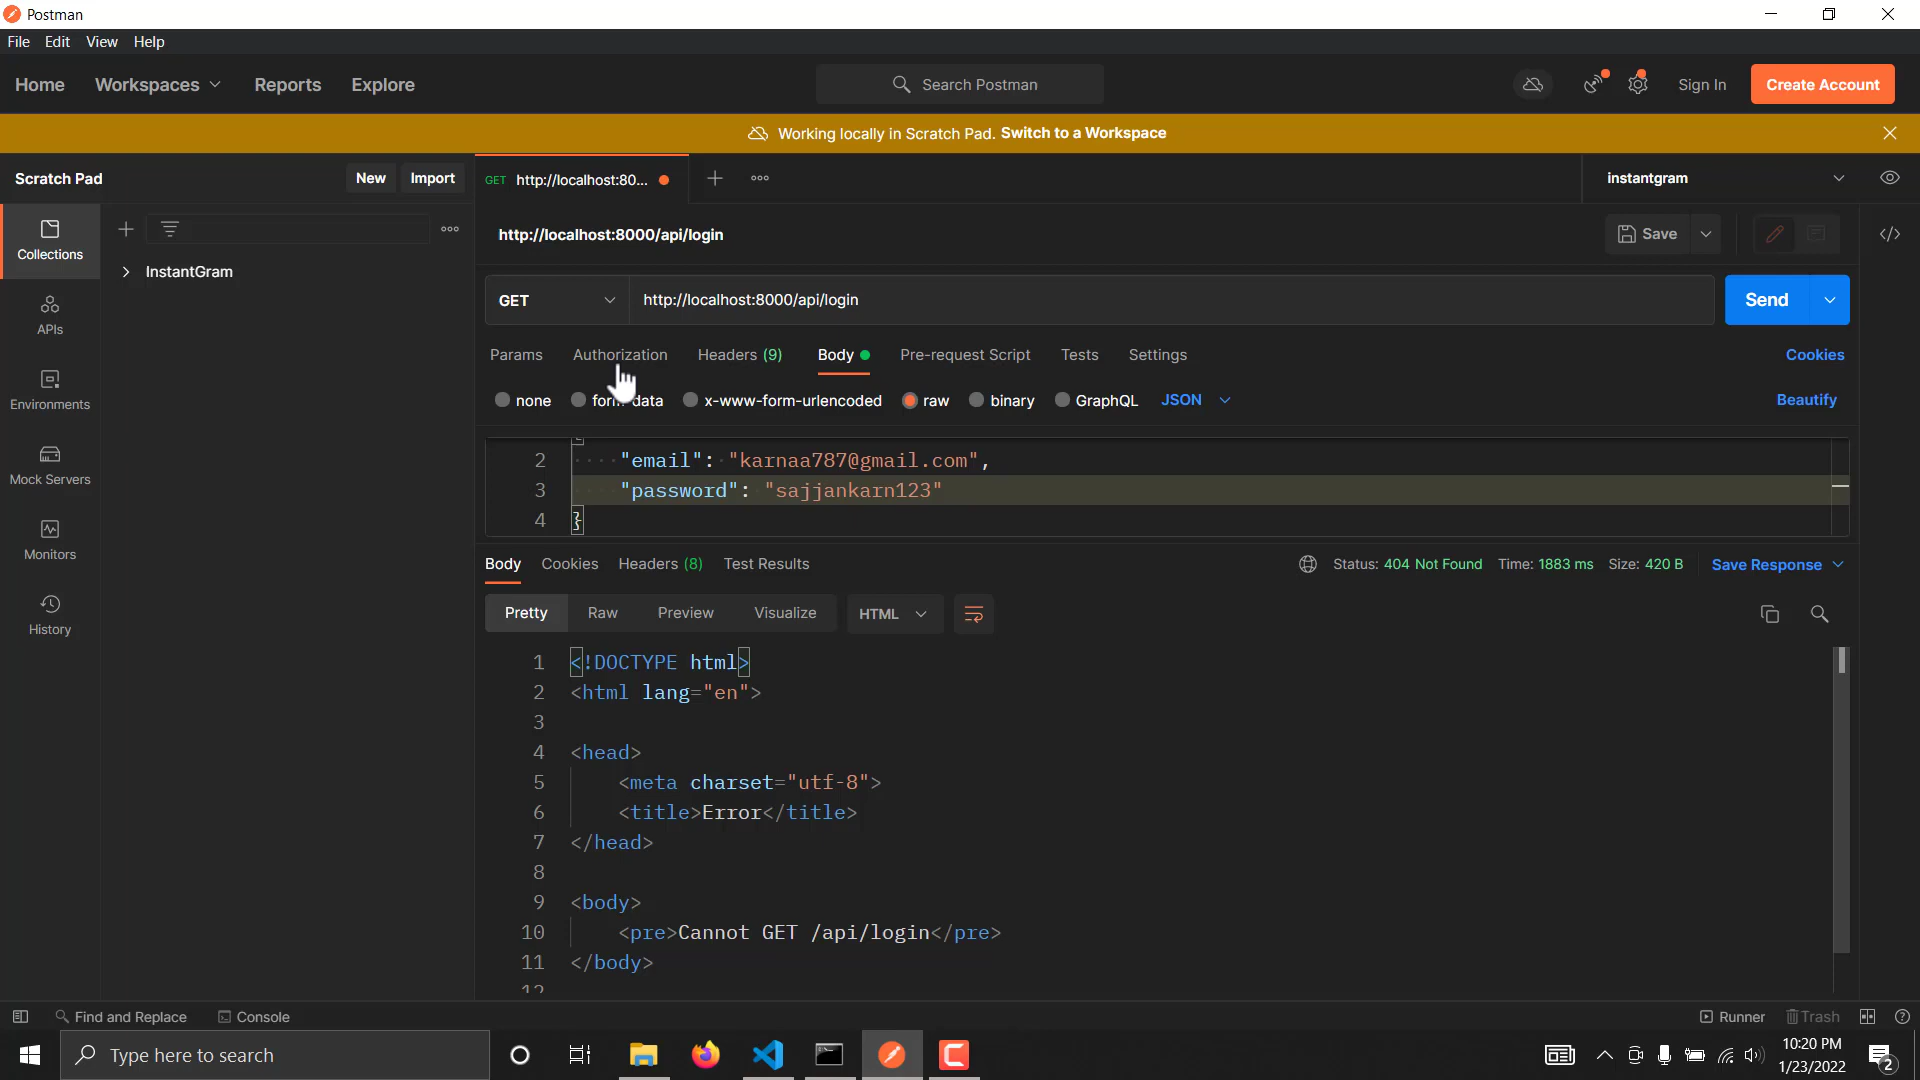 Postman
File Edit View Help
Home Workspaces Reports Explore Search Postman Sign In Create Account
Working locally in Scratch Pad. Switch to a Workspace
Scratch Pad New Import GET http://localhost:80... instantgram
Collections
InstantGram
APIs
Environments
Mock Servers
Monitors
History
http://localhost:8000/api/login Save
GET http://localhost:8000/api/login Send
Params Authorization Headers (9) Body Pre-request Script Tests Settings Cookies
none form-data x-www-form-urlencoded raw binary GraphQL JSON Beautify
2 "email": "karnaa787@gmail.com",
3 "password": "sajjankarn123"
4 }
Body Cookies Headers (8) Test Results Status: 404 Not Found Time: 1883 ms Size: 420 B Save Response
Pretty Raw Preview Visualize HTML
1 <!DOCTYPE html>
2 <html lang="en">
3
4 <head>
5 <meta charset="utf-8">
6 <title>Error</title>
7 </head>
8
9 <body>
10 <pre>Cannot GET /api/login</pre>
11 </body>
12
Find and Replace Console Runner Trash
Type here to search 10:20 PM
1/23/2022
2